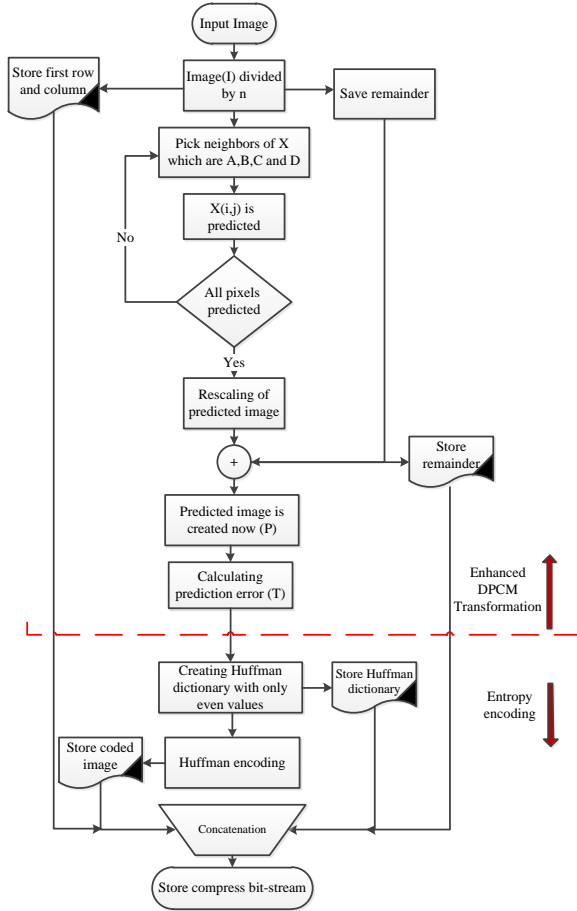 Input Image
Store first row
and column
Image(I) divided
by n
Save remainder
Pick neighbors of X
which are A,B,C and D
X(i,j) is
predicted
No
All pixels
predicted
Yes
Rescaling of
predicted image
+
Store
remainder
Predicted image is
created now (P)
Calculating
prediction error (T)
Enhanced
DPCM
Transformation
Creating Huffman
dictionary with only
even values
Store Huffman
dictionary
Entropy
encoding
Store coded
image
Huffman encoding
Concatenation
Store compress bit-stream